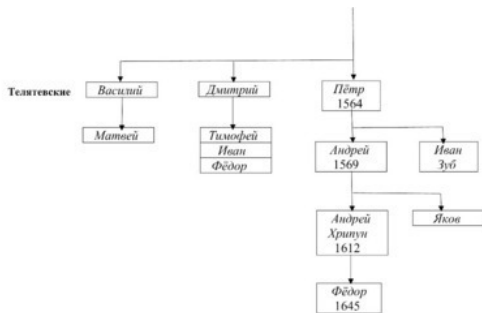 Телятевские
Василий
Дмитрий
Пётр
1564
Матвей
Тимофей
Иван
Фёдор
Андрей
1569
Иван
Зуб
Андрей
Хрипун
1612
Яков
Фёдор
1645